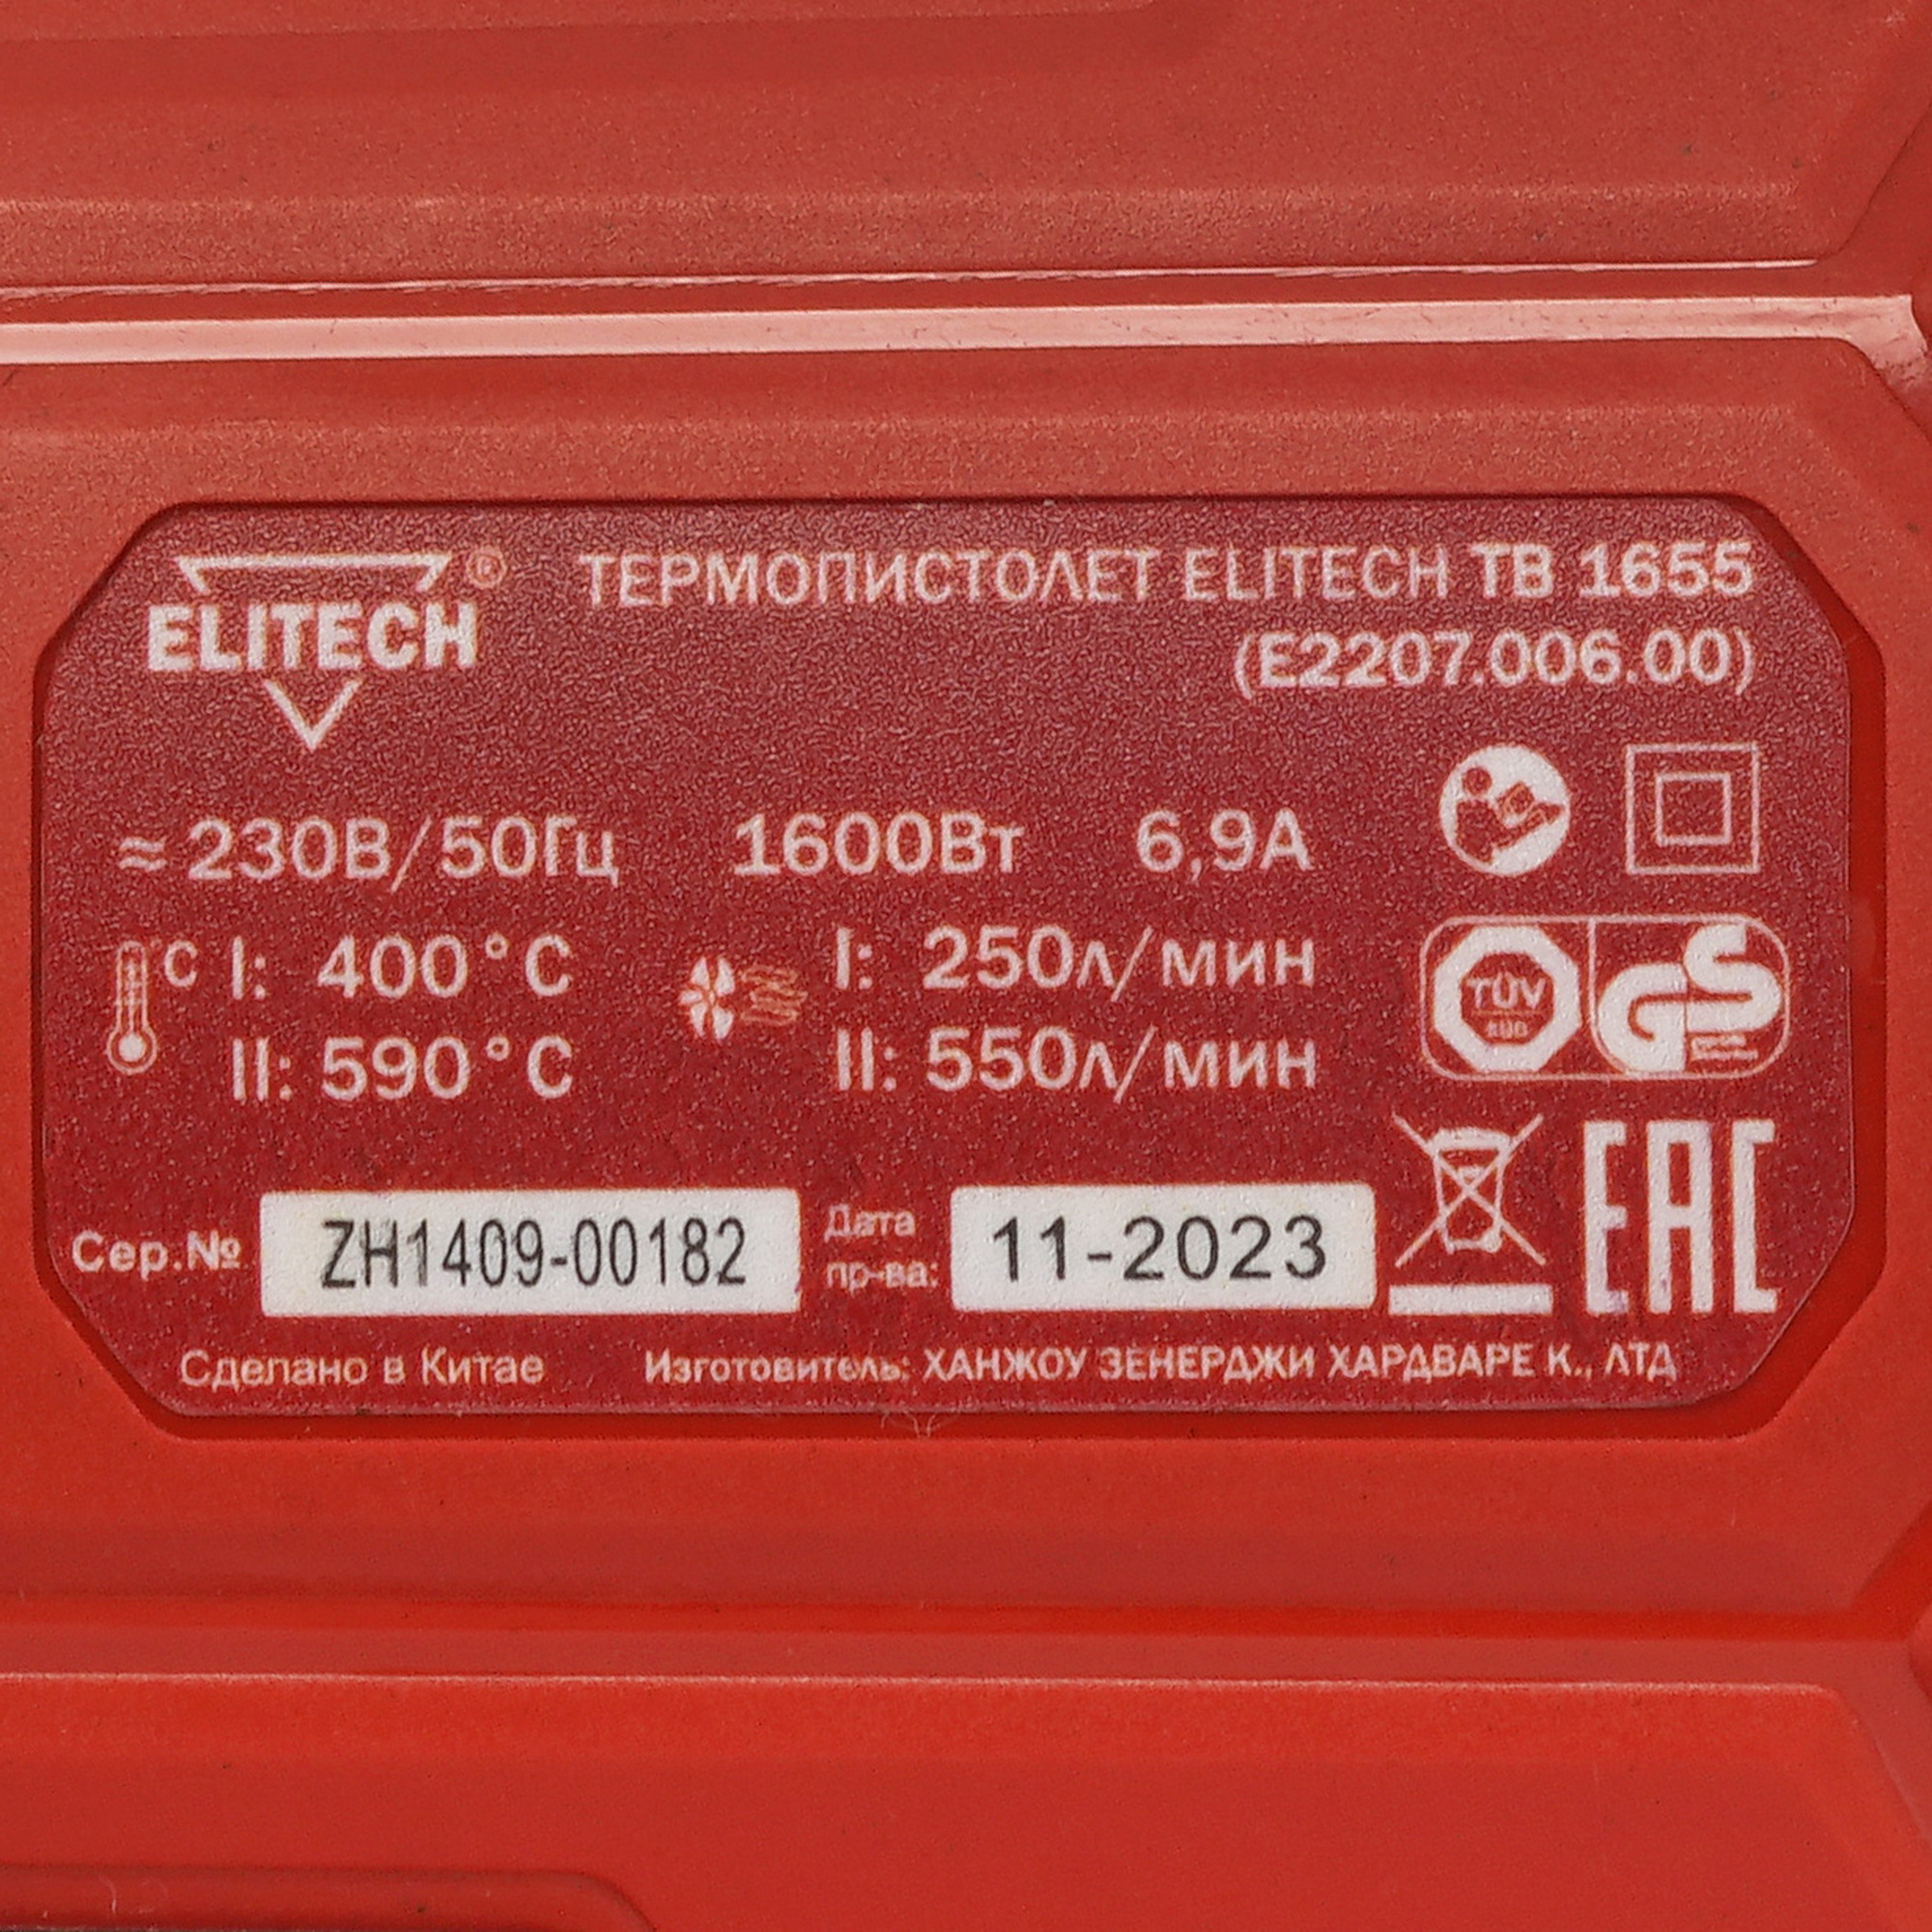 ELITECH ®
ТЕРМОПИСТОЛЕТ ELITECH ТВ 1655
(E2207.006.00)
≈ 230В/50Гц 1600Вт 6,9А
°C I: 400°C
II: 590°C
I: 250л/мин
II: 550л/мин
TÜV
GS
Сер.№ ZH1409-00182
Дата
пр-ва: 11-2023
EAC
Сделано в Китае Изготовитель: ХАНЖОУ ЗЕНЕРДЖИ ХАРДВАРЕ К., ЛТД